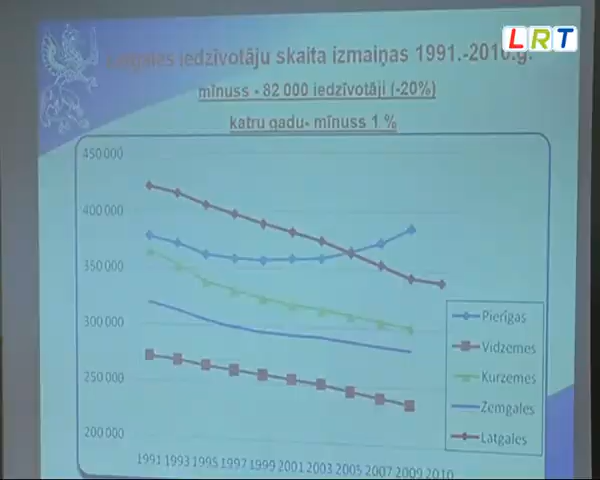 LRT
Latgales iedzīvotāju skaita izmaiņas 1991.-2010.g.
mīnuss - 82 000 iedzīvotāji (-20%)
katru gadu- mīnuss 1 %
450 000
400 000
350 000
300 000
250 000
200 000
1991 1993 1995 1997 1999 2001 2003 2005 2007 2009 2010
Pierīgas
Vidzemes
Kurzemes
Zemgales
Latgales